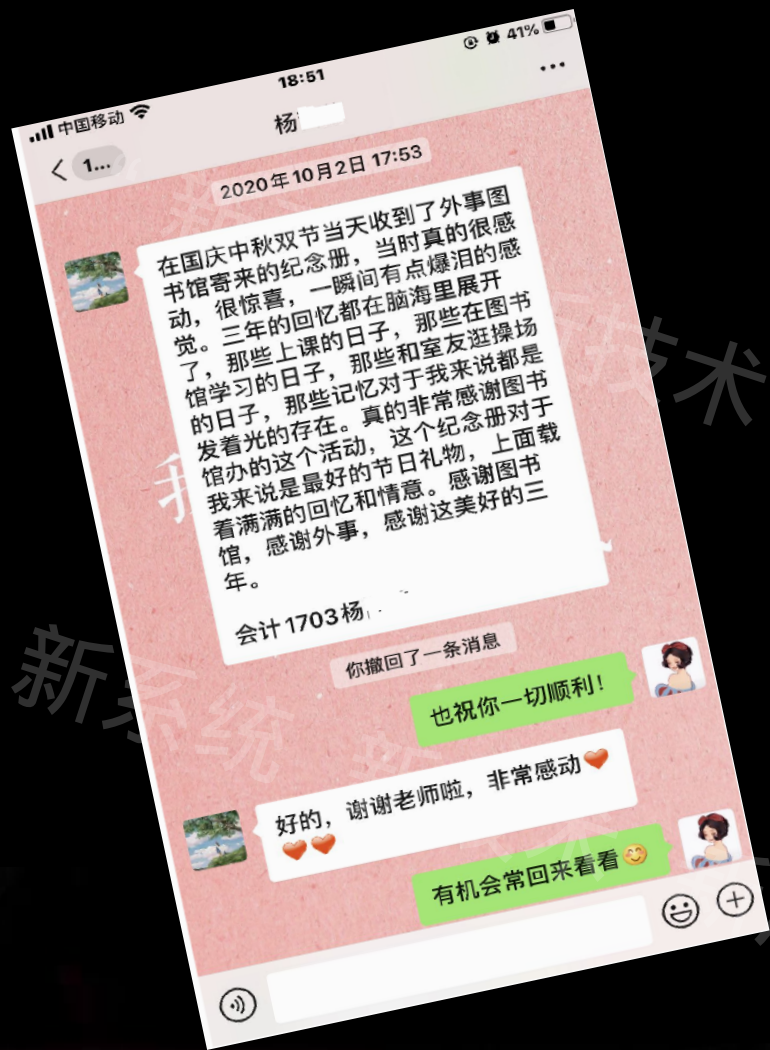 中国移动
18:51
41%
1...
杨
2020年10月2日 17:53
在国庆中秋双节当天收到了外事图
书馆寄来的纪念册，当时真的很感
动，很惊喜，一瞬间有点爆泪的感
觉。三年的回忆都在脑海里展开
了，那些上课的日子，那些在图书
馆学习的日子，那些和室友逛操场
的日子，那些记忆对于我来说都是
发着光的存在。真的非常感谢图书
馆办的这个活动，这个纪念册对于
我来说是最好的节日礼物，上面载
着满满的回忆和情意。感谢图书
馆，感谢外事，感谢这美好的三
年。
会计1703杨
你撤回了一条消息
也祝你一切顺利！
好的，谢谢老师啦，非常感动❤️
❤️❤️
有机会常回来看看😊
新技术
新系统